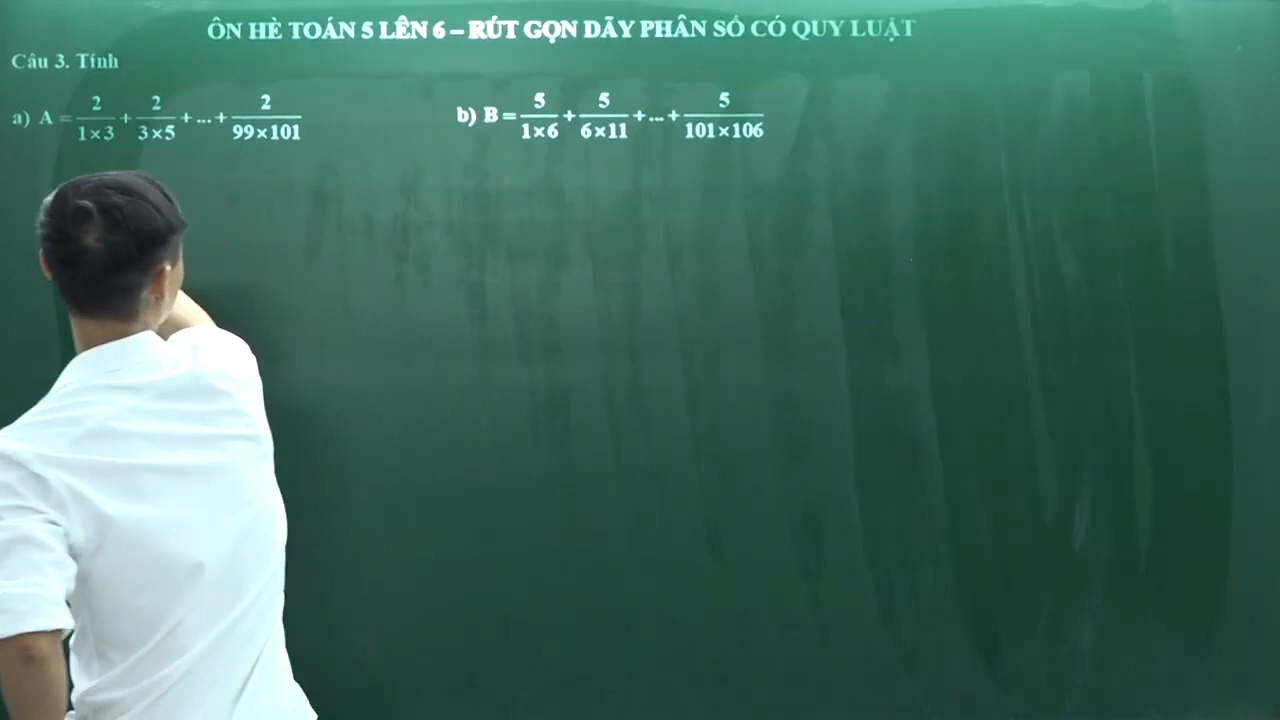 ÔN HÈ TOÁN 5 LÊN 6 – RÚT GỌN DÃY PHÂN SỐ CÓ QUY LUẬT
Câu 3. Tính
a) A = 2/(1×3) + 2/(3×5) + ... + 2/(99×101)
b) B = 5/(1×6) + 5/(6×11) + ... + 5/(101×106)